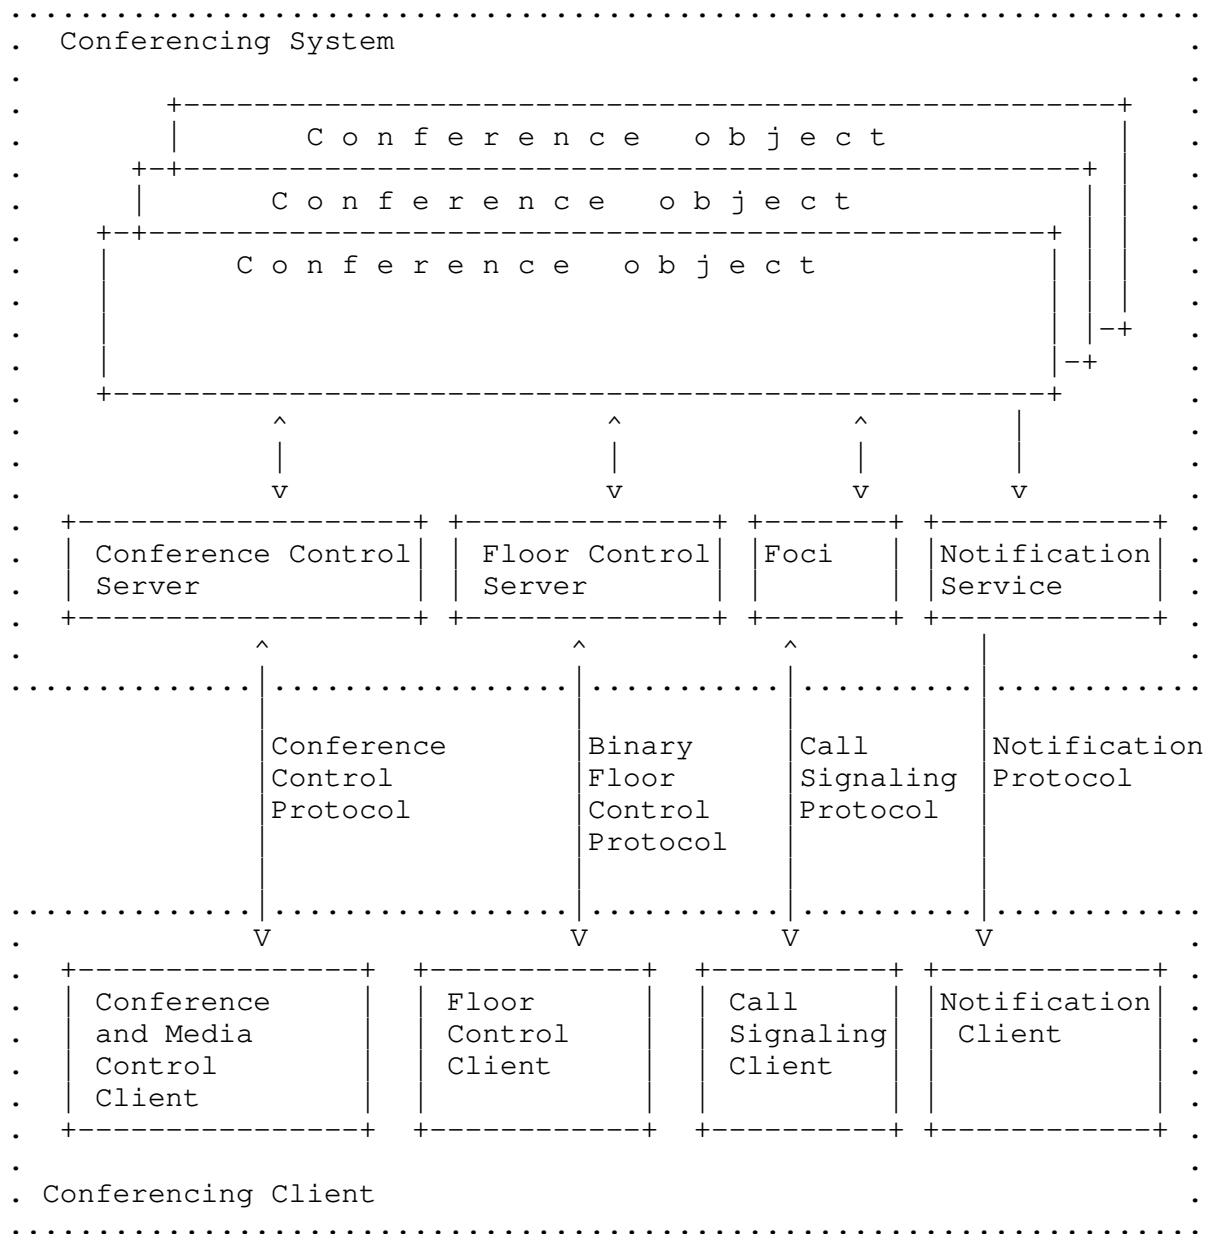 Conferencing System
C o n f e r e n c e   o b j e c t
C o n f e r e n c e   o b j e c t
C o n f e r e n c e   o b j e c t
Conference Control Floor Control Foci Notification
Server Server Service
Conference Binary Call Notification
Control Floor Signaling Protocol
Protocol Control Protocol
Protocol
Conference Floor Call Notification
and Media Control Signaling Client
Control Client Client
Client
Conferencing Client